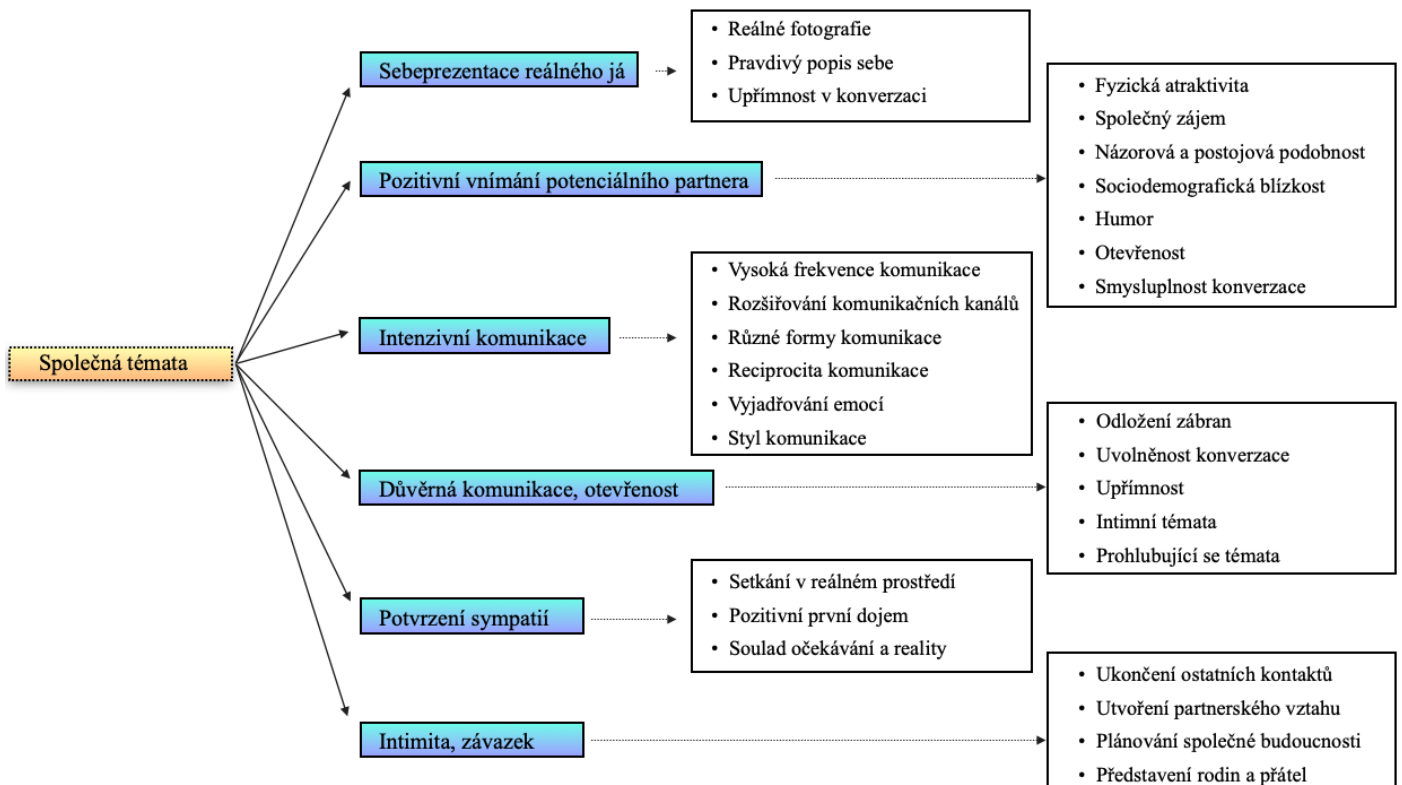 Společná témata
Sebeprezentace reálného já
• Reálné fotografie
• Pravdivý popis sebe
• Upřímnost v konverzaci
Pozitivní vnímání potenciálního partnera
• Fyzická atraktivita
• Společný zájem
• Názorová a postojová podobnost
• Sociodemografická blízkost
• Humor
• Otevřenost
• Smysluplnost konverzace
Intenzivní komunikace
• Vysoká frekvence komunikace
• Rozšiřování komunikačních kanálů
• Různé formy komunikace
• Reciprocita komunikace
• Vyjadřování emocí
• Styl komunikace
Důvěrná komunikace, otevřenost
• Odložení zábran
• Uvolněnost konverzace
• Upřímnost
• Intimní témata
• Prohlubující se témata
Potvrzení sympatií
• Setkání v reálném prostředí
• Pozitivní první dojem
• Soulad očekávání a reality
Intimita, závazek
• Ukončení ostatních kontaktů
• Utvoření partnerského vztahu
• Plánování společné budoucnosti
• Představení rodin a přátel